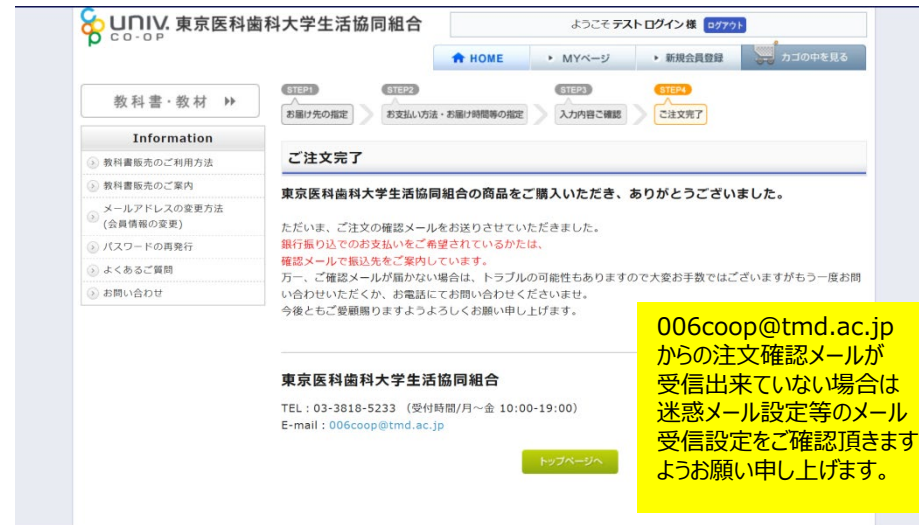 UNIV. 東京医科歯科大学生活協同組合
CO-OP
ようこそ テスト ログイン 様 ログアウト
HOME
MYページ
新規会員登録
カゴの中を見る
教科書・教材
Information
教科書販売のご利用方法
教科書販売のご案内
メールアドレスの変更方法
(会員情報の変更)
パスワードの再発行
よくあるご質問
お問い合わせ
STEP1
お届け先の指定
STEP2
お支払い方法・お届け時間等の指定
STEP3
入力内容ご確認
STEP4
ご注文完了
ご注文完了
東京医科歯科大学生活協同組合の商品をご購入いただき、ありがとうございました。
ただいま、ご注文の確認メールをお送りさせていただきました。
銀行振り込でのお支払いをご希望されているかたは、
確認メールで振込先をご案内しています。
万一、ご確認メールが届かない場合は、トラブルの可能性もありますので大変お手数ではございますがもう一度お問
い合わせいただくか、お電話にてお問い合わせくださいませ。
今後ともご愛顧賜りますようよろしくお願い申し上げます。
東京医科歯科大学生活協同組合
TEL : 03-3818-5233 （受付時間/月～金 10:00-19:00）
E-mail : 006coop@tmd.ac.jp
トップページへ
006coop@tmd.ac.jp
からの注文確認メールが
受信出来ていない場合は
迷惑メール設定等のメール
受信設定をご確認頂きます
ようお願い申し上げます。